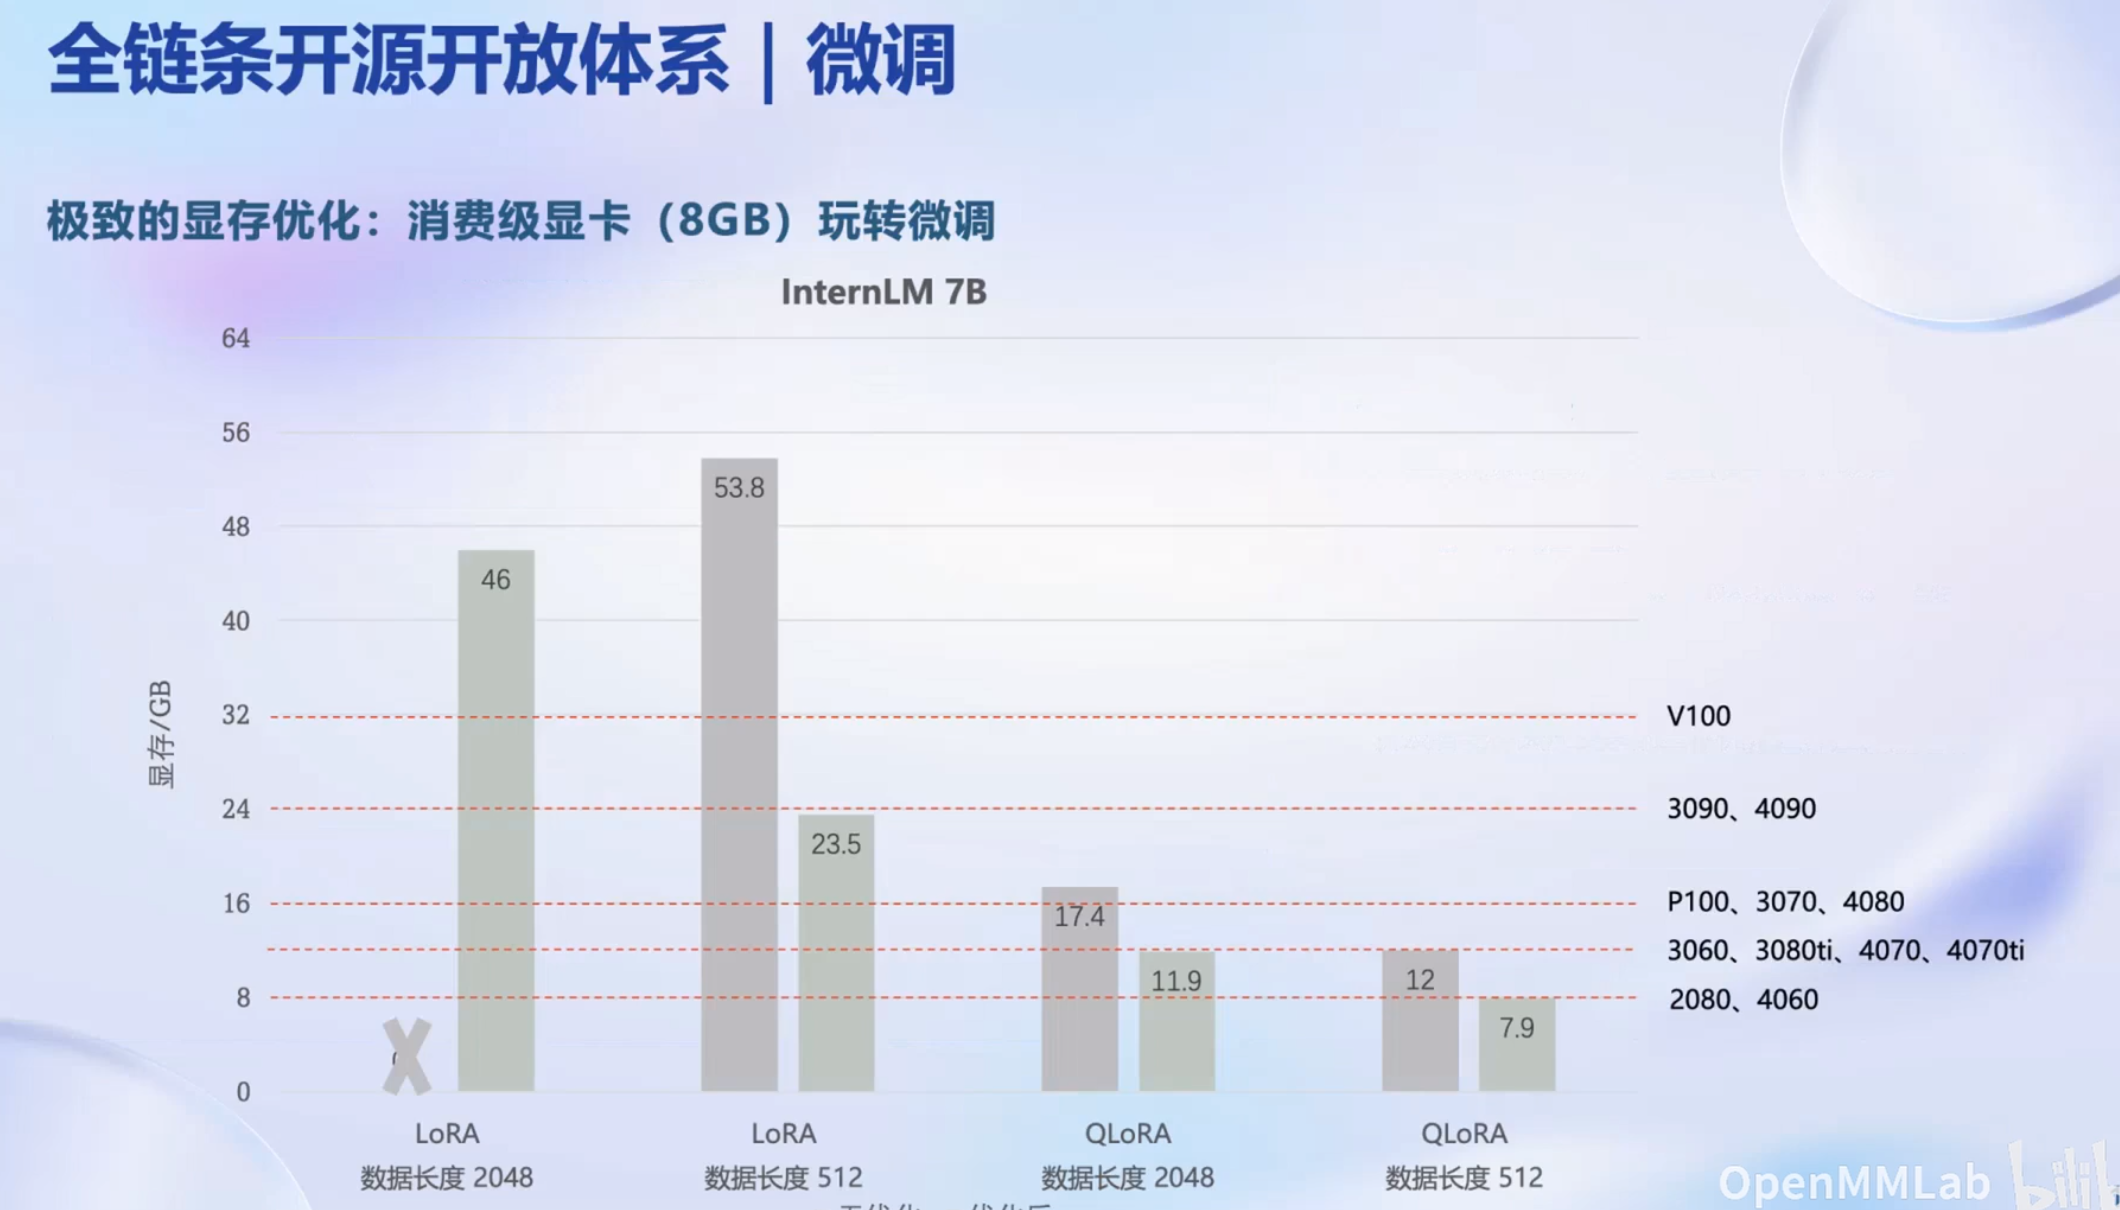 全链条开源开放体系｜微调
极致的显存优化：消费级显卡（8GB）玩转微调
InternLM 7B
64
56
48
40
32
24
16
8
0
显存/GB
46
53.8
23.5
17.4
11.9
12
7.9
V100
3090、4090
P100、3070、4080
3060、3080ti、4070、4070ti
2080、4060
LoRA
数据长度 2048
LoRA
数据长度 512
QLoRA
数据长度 2048
QLoRA
数据长度 512
OpenMMLab